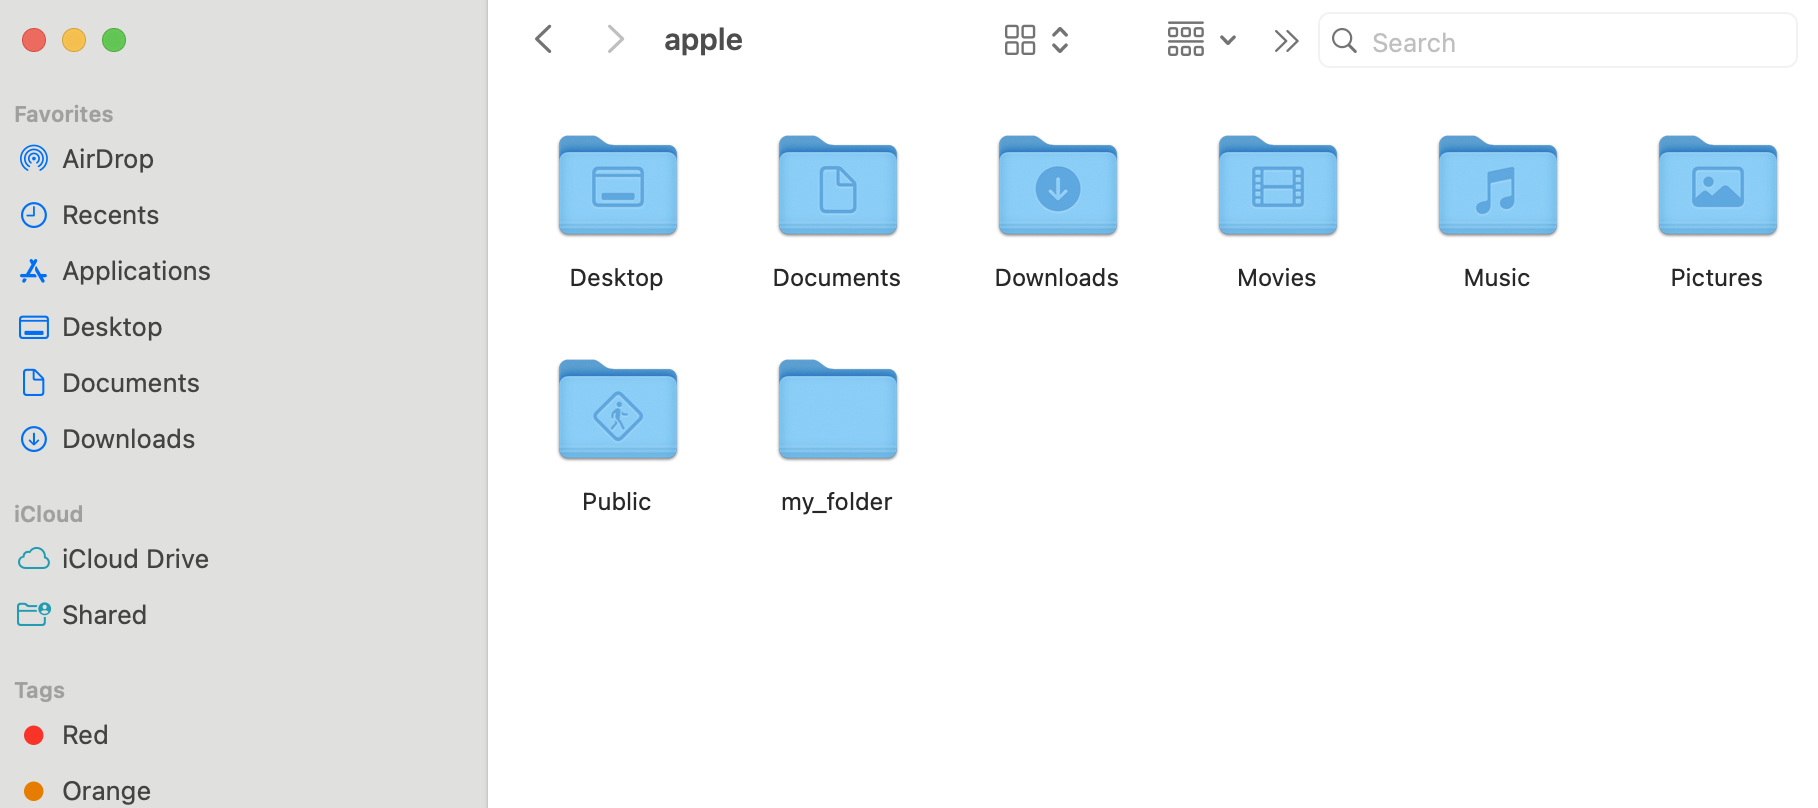 apple
Search
Favorites
AirDrop
Recents
Applications
Desktop
Documents
Downloads
iCloud
iCloud Drive
Shared
Tags
Red
Orange
Desktop
Documents
Downloads
Movies
Music
Pictures
Public
my_folder